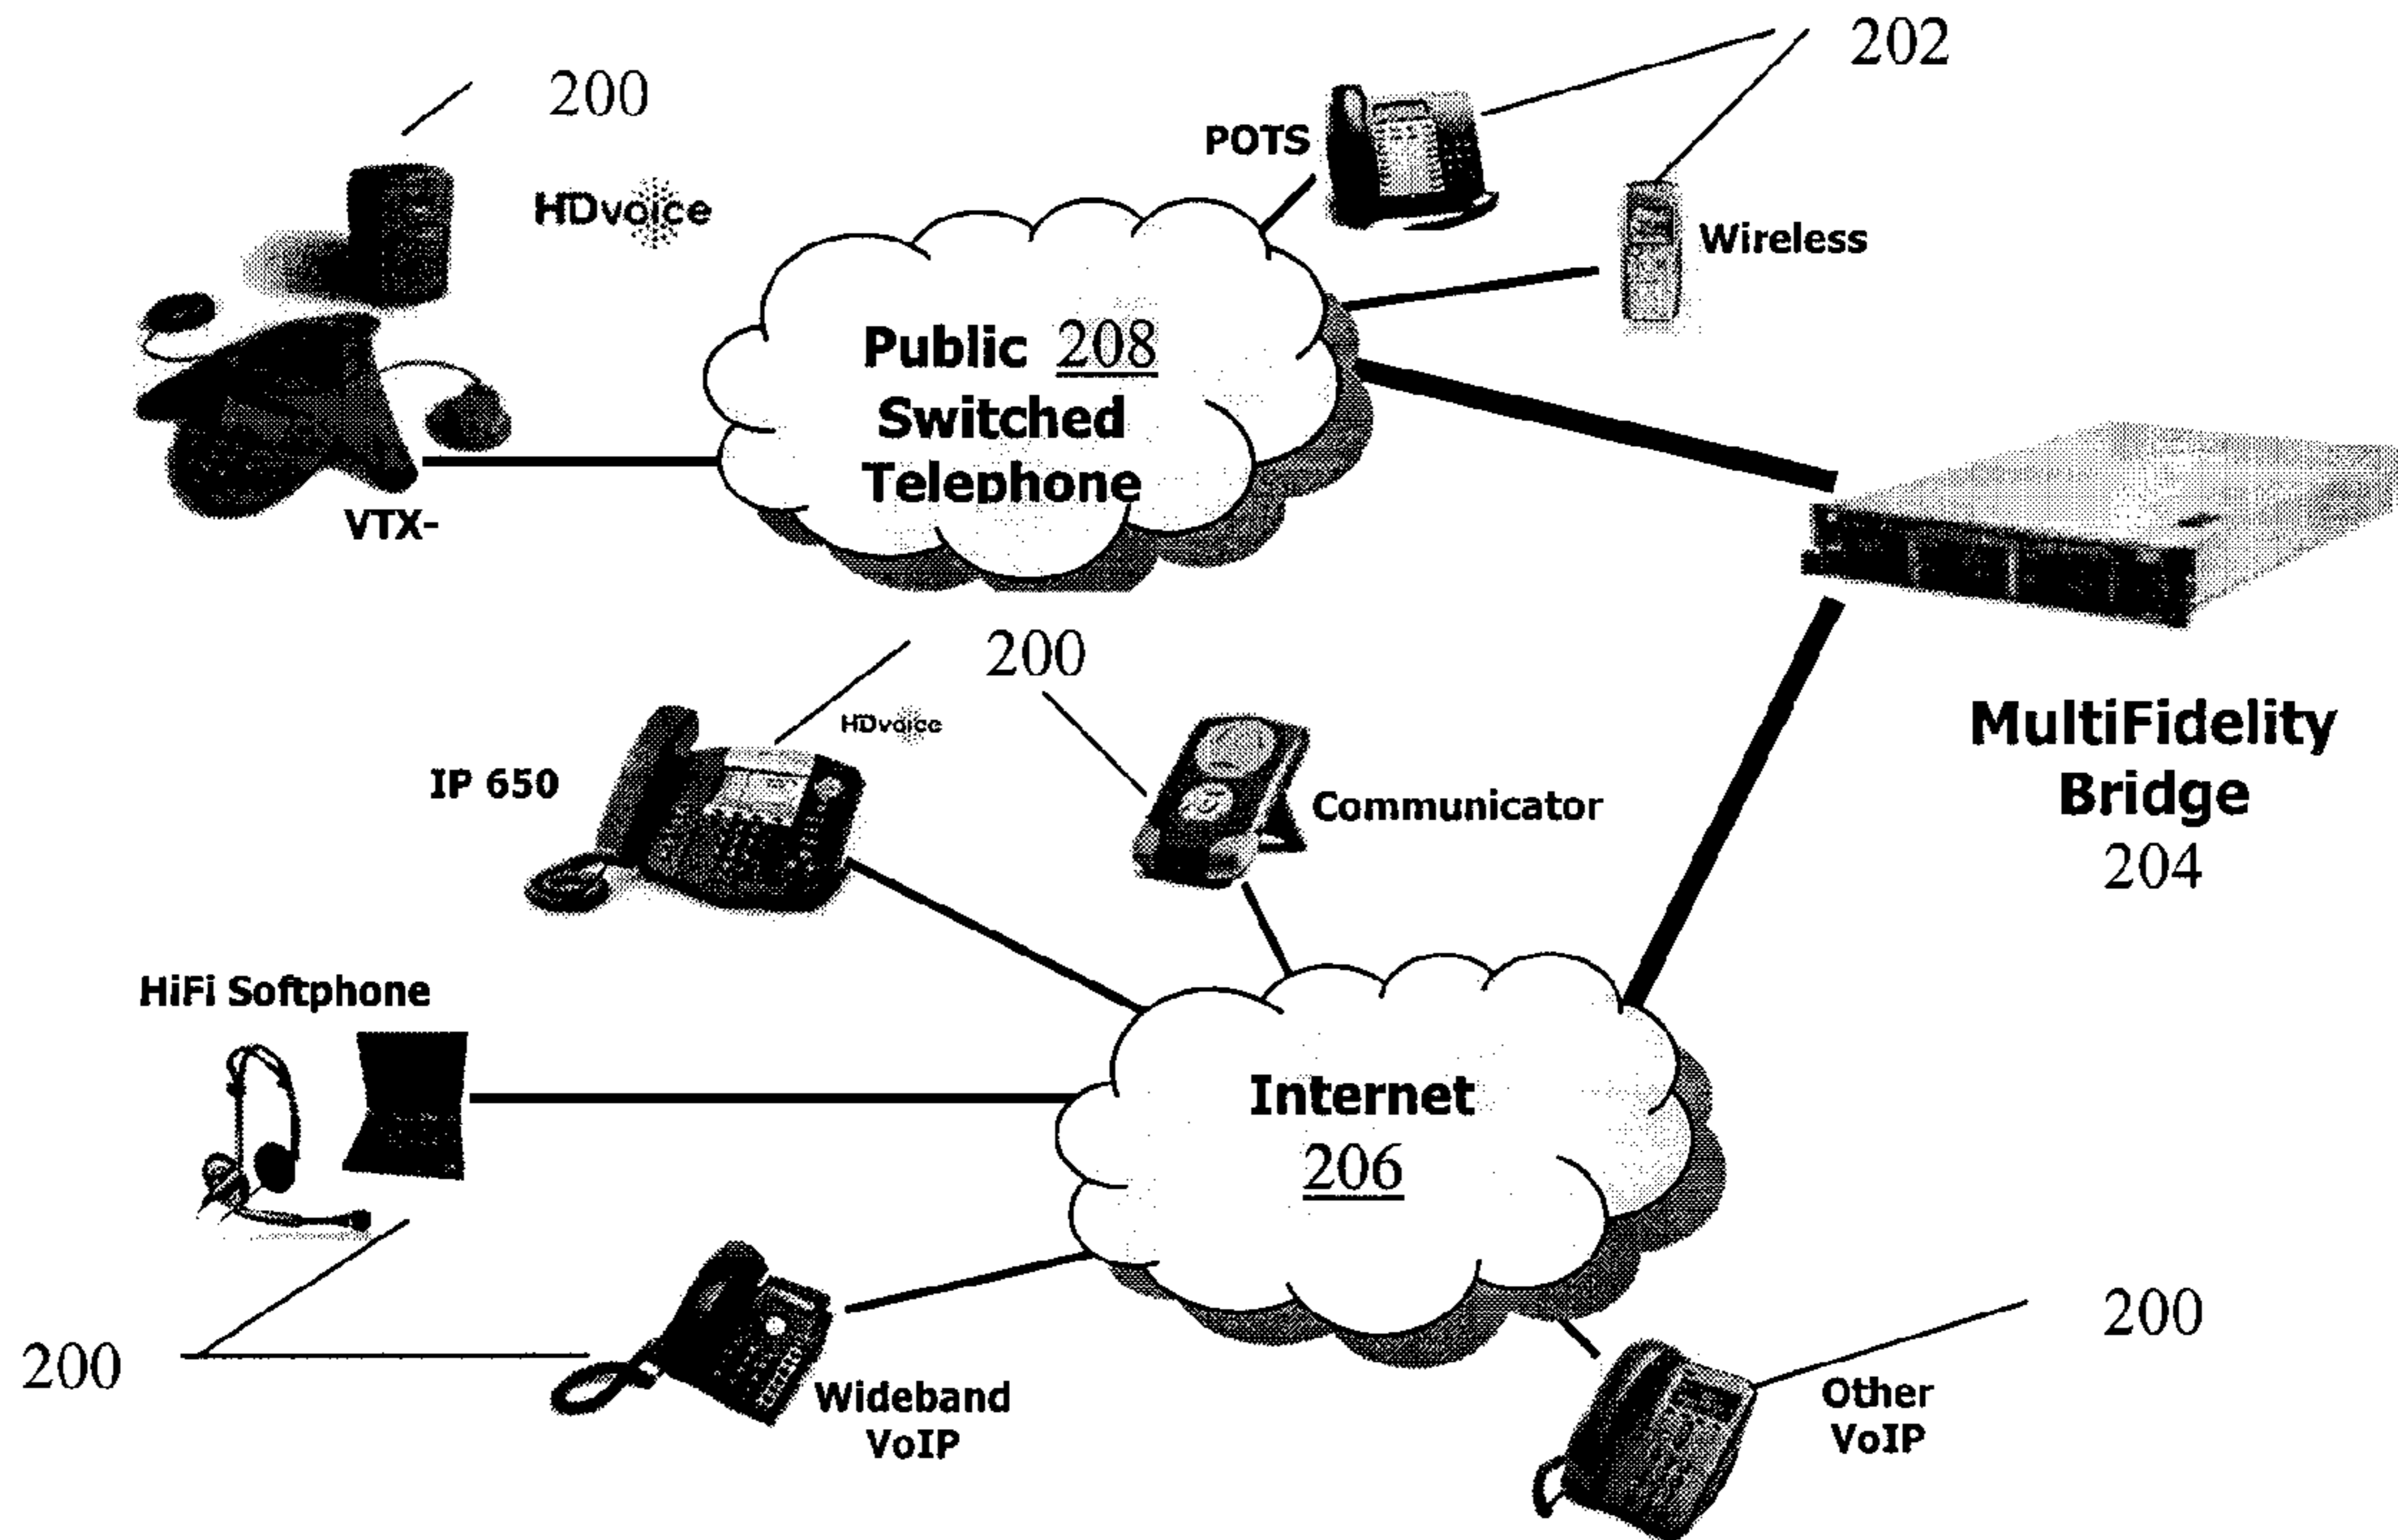 202
200
POTS
HDvoice
Wireless
Public 208
Switched
Telephone
VTX-
200
HDvoice
IP 650
MultiFidelity
Bridge
204
Communicator
HiFi Softphone
Internet
206
200
200
Wideband
VoIP
Other
VoIP